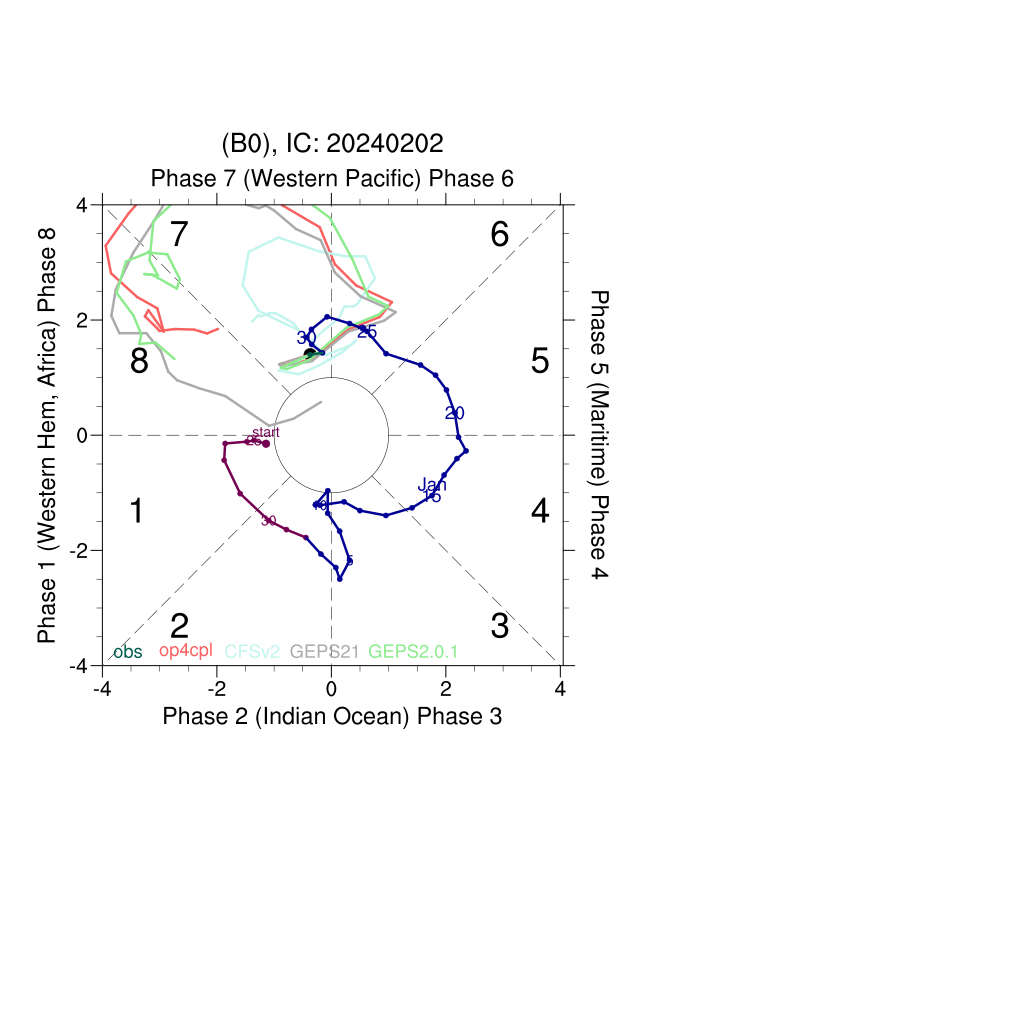 (B0), IC: 20240202
Phase 7 (Western Pacific) Phase 6
Phase 1 (Western Hem, Africa) Phase 8
4
2
0
-2
-4
7
6
8
5
1
4
2
3
30
25
20
start
Jan
15
10
30
5
obs op4cpl CFSv2 GEPS21 GEPS2.0.1
-4 -2 0 2 4
Phase 2 (Indian Ocean) Phase 3
Phase 5 (Maritime) Phase 4